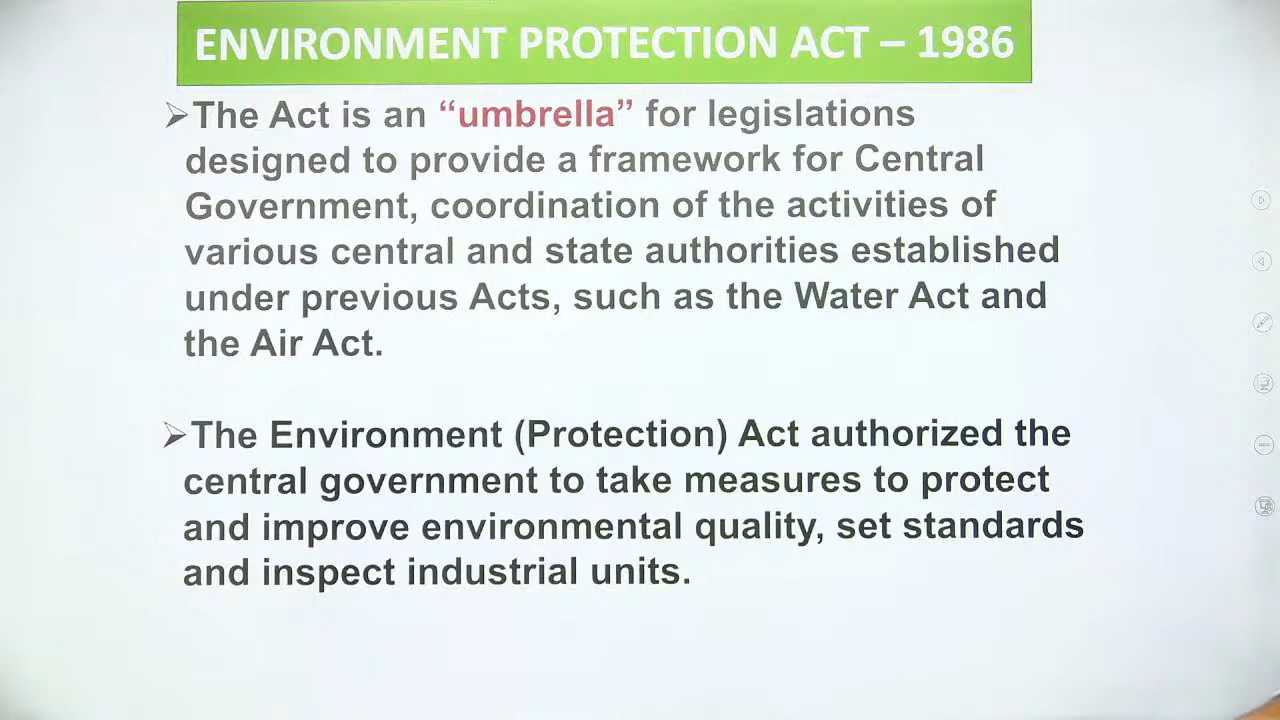 ENVIRONMENT PROTECTION ACT – 1986
➢The Act is an “umbrella” for legislations
designed to provide a framework for Central
Government, coordination of the activities of
various central and state authorities established
under previous Acts, such as the Water Act and
the Air Act.
➢The Environment (Protection) Act authorized the
central government to take measures to protect
and improve environmental quality, set standards
and inspect industrial units.